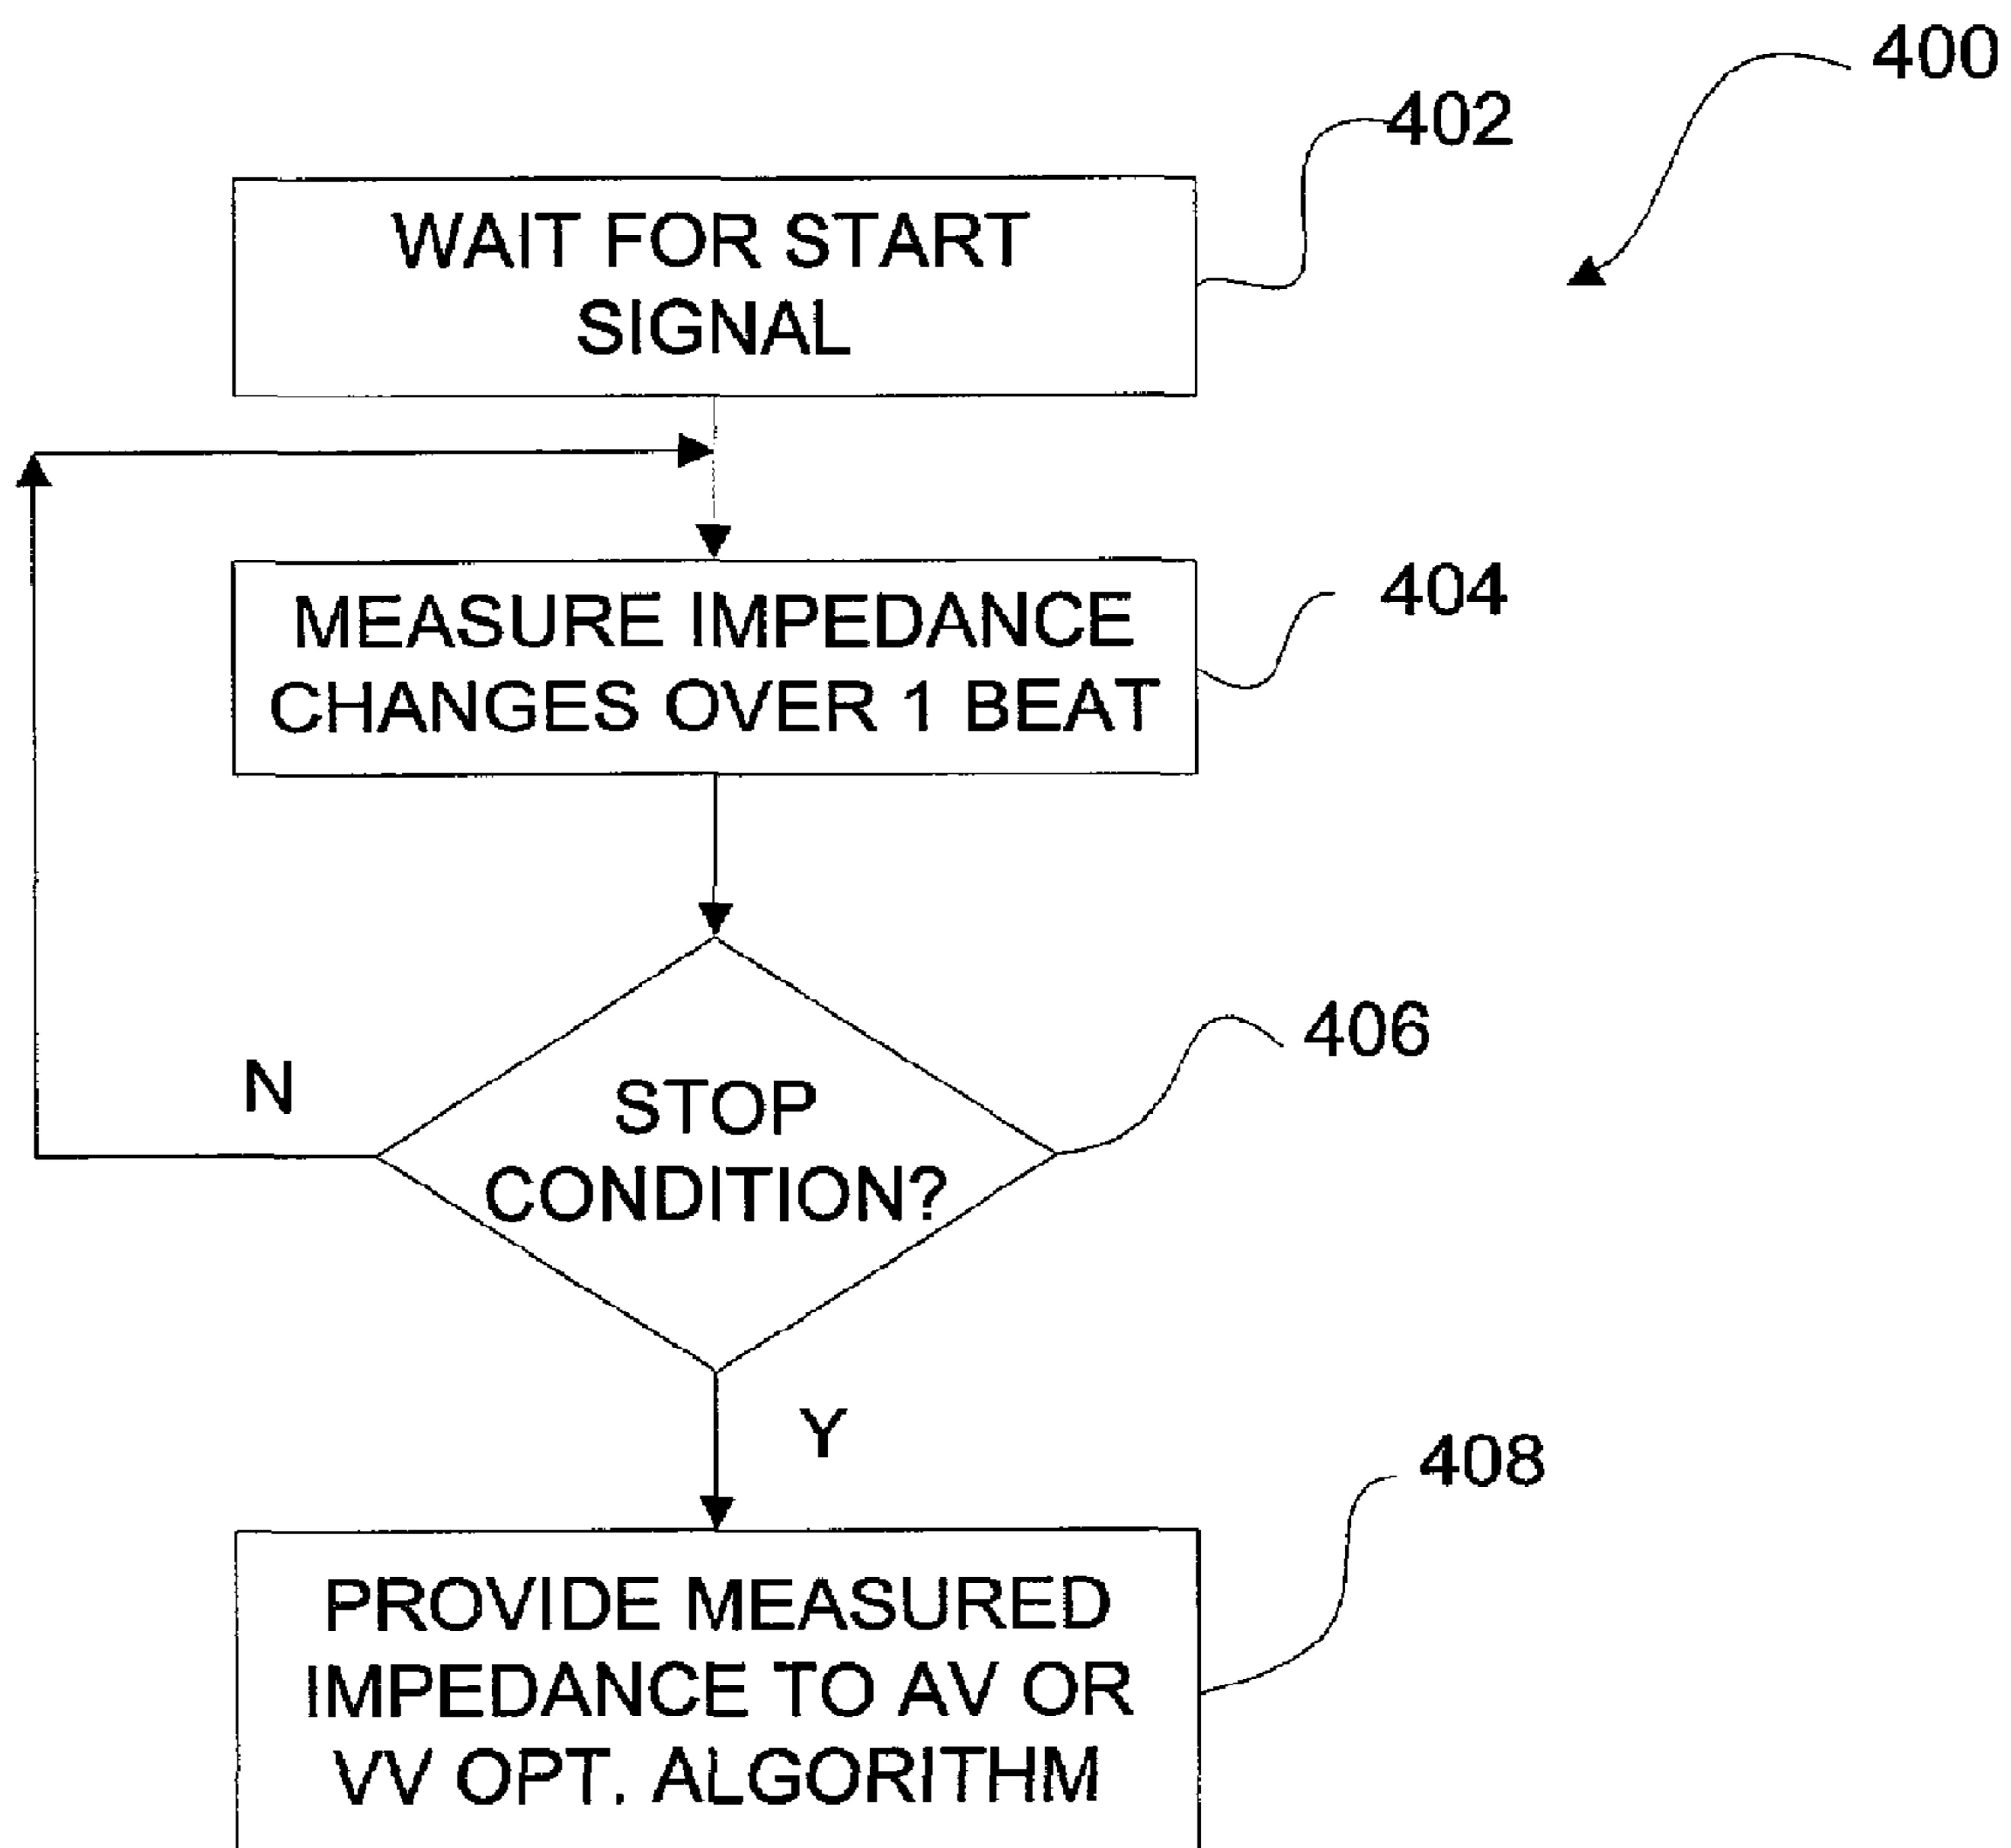 400
402
WAIT FOR START
SIGNAL
404
MEASURE IMPEDANCE
CHANGES OVER 1 BEAT
406
N
STOP
CONDITION?
Y
408
PROVIDE MEASURED
IMPEDANCE TO AV OR
VV OPT. ALGORITHM